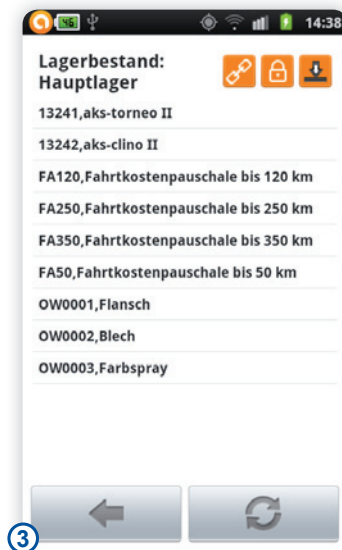 46 14:38
Lagerbestand:
Hauptlager
13241,aks-torneo II
13242,aks-clino II
FA120,Fahrtkostenpauschale bis 120 km
FA250,Fahrtkostenpauschale bis 250 km
FA350,Fahrtkostenpauschale bis 350 km
FA50,Fahrtkostenpauschale bis 50 km
OW0001,Flansch
OW0002,Blech
OW0003,Farbspray
3